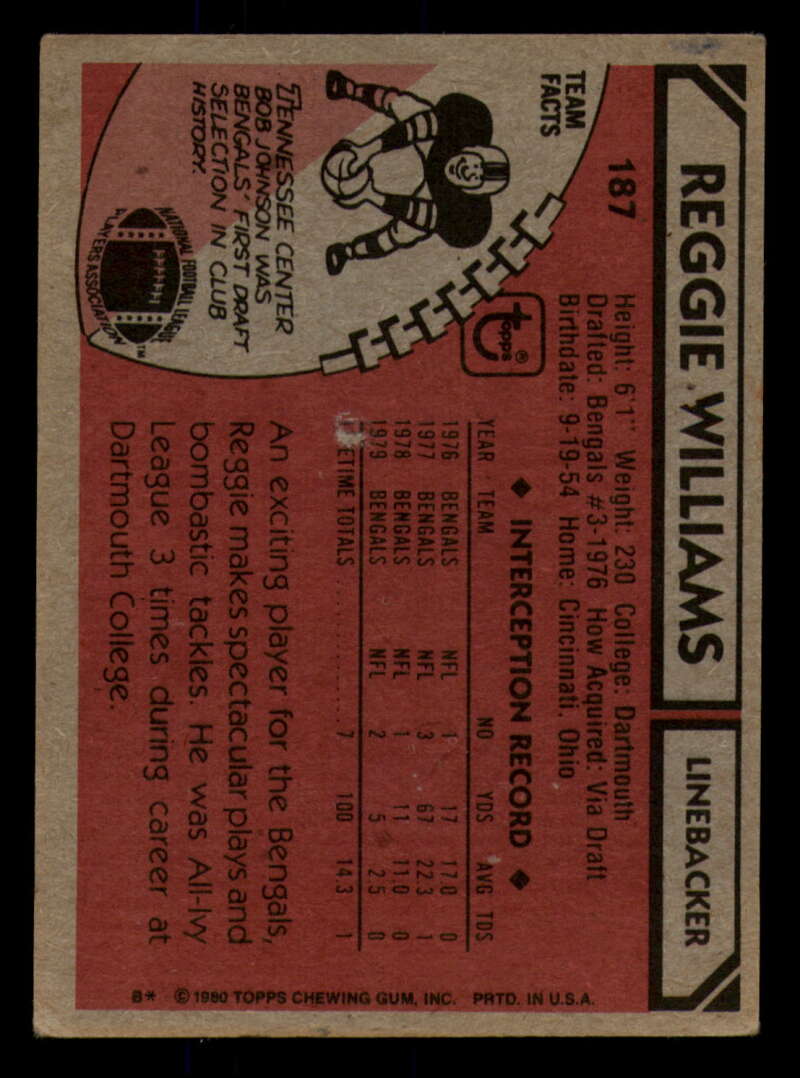 REGGIE WILLIAMS
LINEBACKER
187
Height: 6'1" Weight: 230 College: Dartmouth
Drafted: Bengals #3-1976 How Acquired: Via Draft
Birthdate: 9-19-54 Home: Cincinnati, Ohio
TEAM
FACTS
TENNESSEE CENTER
BOB JOHNSON WAS
BENGALS' FIRST DRAFT
SELECTION IN CLUB
HISTORY.
NATIONAL FOOTBALL LEAGUE
PLAYERS ASSOCIATION
TM
topps®
◆ INTERCEPTION RECORD ◆
YEAR TEAM NO YDS AVG TDS
1976 BENGALS NFL 1 17 17.0 0
1977 BENGALS NFL 3 67 22.3 1
1978 BENGALS NFL 1 11 11.0 0
1979 BENGALS NFL 2 5 2.5 0
TOTALS 7 100 14.3 1
An exciting player for the Bengals,
Reggie makes spectacular plays and
bombastic tackles. He was All-Ivy
League 3 times during career at
Dartmouth College.
B* © 1980 TOPPS CHEWING GUM, INC. PRTD. IN U.S.A.